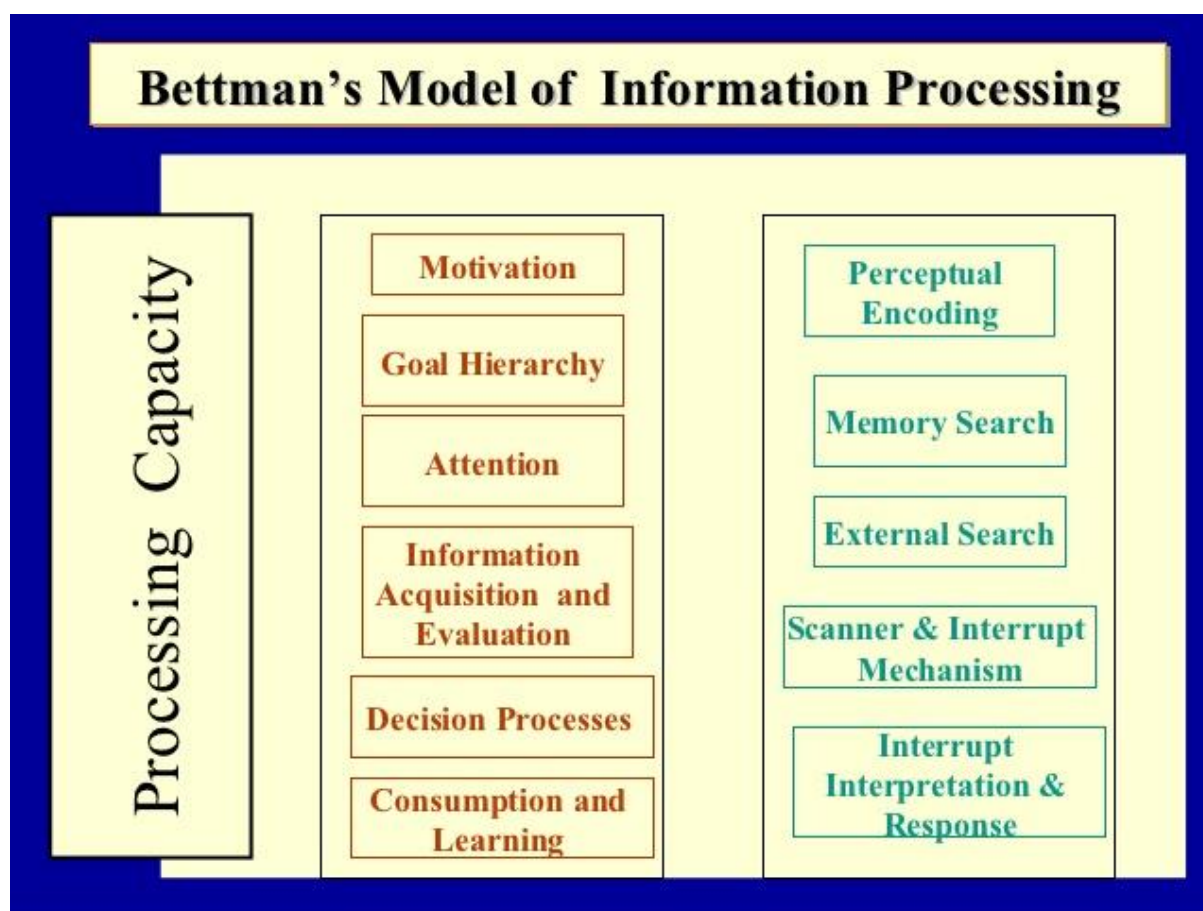 Bettman's Model of Information Processing
Processing Capacity
Motivation
Goal Hierarchy
Attention
Information
Acquisition and
Evaluation
Decision Processes
Consumption and
Learning
Perceptual
Encoding
Memory Search
External Search
Scanner & Interrupt
Mechanism
Interrupt
Interpretation &
Response